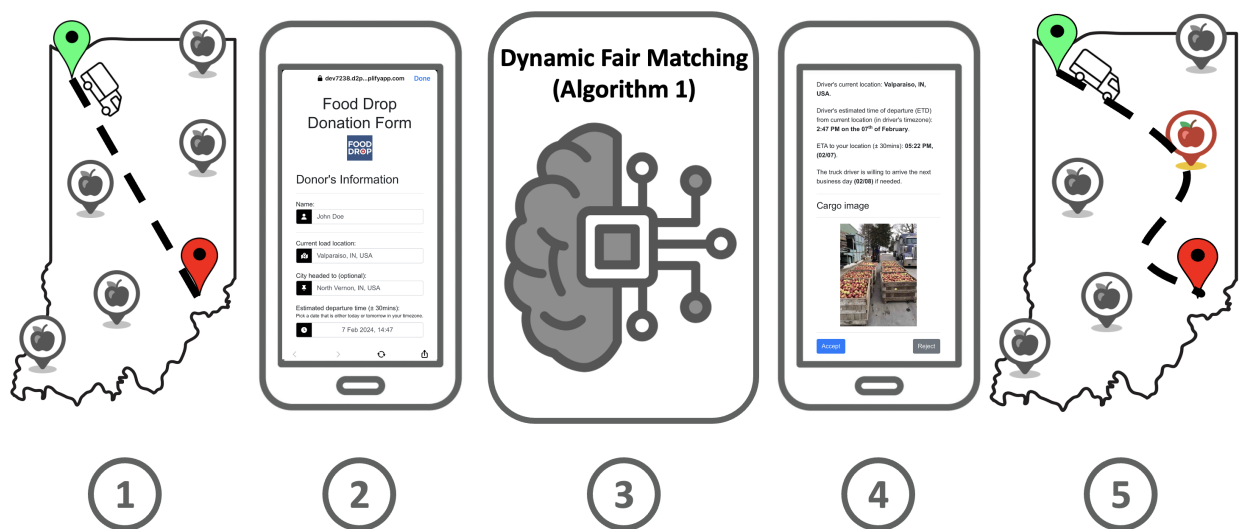 dev7238.d2p...plifyapp.com Done
Food Drop
Donation Form
FOOD
DROP
Donor's Information
Name:
John Doe
Current load location:
Valparaiso, IN, USA
City headed to (optional):
North Vernon, IN, USA
Estimated departure time (± 30mins):
Pick a date that is either today or tomorrow in your timezone.
7 Feb 2024, 14:47
Dynamic Fair Matching
(Algorithm 1)
Driver's current location: Valparaiso, IN,
USA.
Driver's estimated time of departure (ETD)
from current location (in driver's timezone):
2:47 PM on the 07th of February.
ETA to your location (± 30mins): 05:22 PM,
(02/07).
The truck driver is willing to arrive the next
business day (02/08) if needed.
Cargo image
Accept Reject
1 2 3 4 5